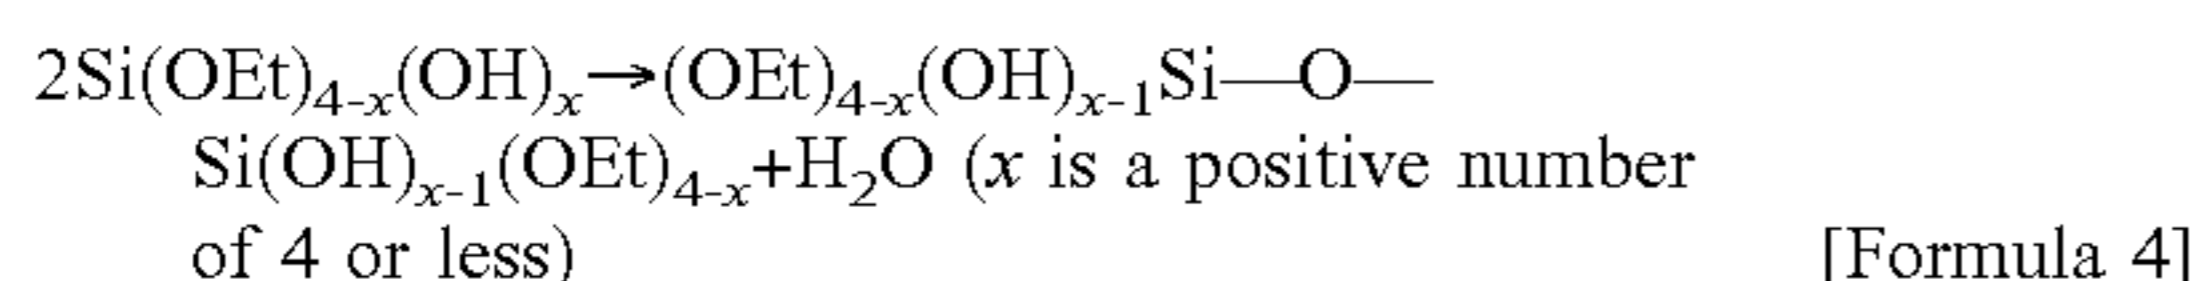 2Si(OEt)₄₋ₓ(OH)ₓ→(OEt)₄₋ₓ(OH)ₓ₋₁Si—O—
Si(OH)ₓ₋₁(OEt)₄₋ₓ+H₂O (x is a positive number
of 4 or less) [Formula 4]